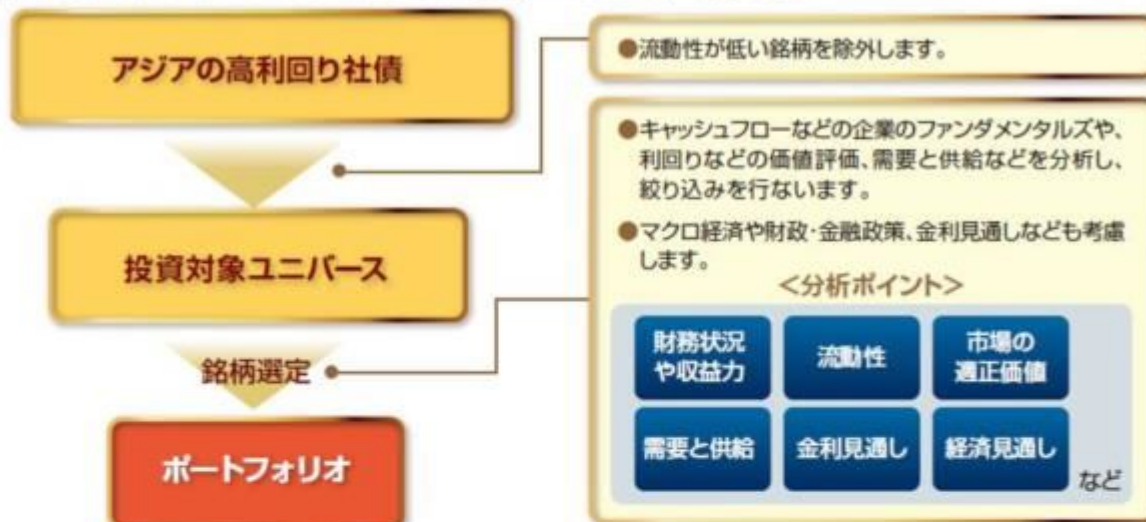 アジアの高利回り社債
●流動性が低い銘柄を除外します。
●キャッシュフローなどの企業のファンダメンタルズや、
利回りなどの価値評価、需要と供給などを分析し、
絞り込みを行ないます。
●マクロ経済や財政・金融政策、金利見通しなども考慮
します。
投資対象ユニバース
<分析ポイント>
財務状況
や収益力
流動性
市場の
適正価値
銘柄選定
需要と供給
金利見通し
経済見通し
など
ポートフォリオ